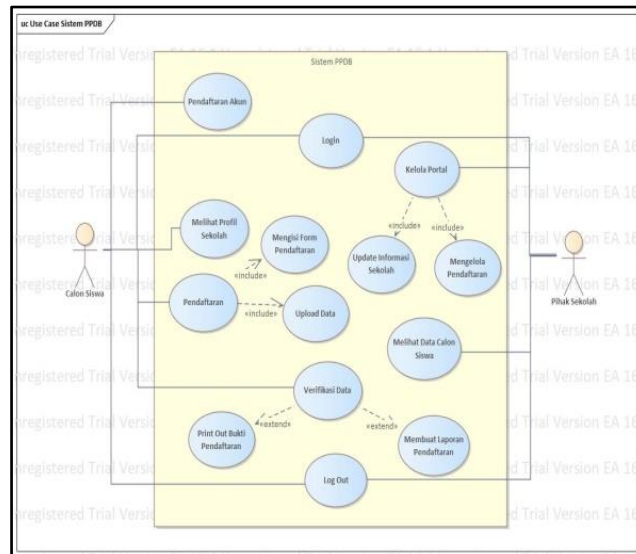 uc Use Case Sistem PPDB
Sistem PPDB
Pendaftaran Akun
Login
Kelola Portal
Melihat Profil
Sekolah
Mengisi Form
Pendaftaran
«include»
«include»
«include»
Update Informasi
Sekolah
Mengelola
Pendaftaran
Calon Siswa
Pihak Sekolah
Pendaftaran
«include»
Upload Data
Melihat Data Calon
Siswa
Verifikasi Data
«extend»
«extend»
Print Out Bukti
Pendaftaran
Membuat Laporan
Pendaftaran
Log Out